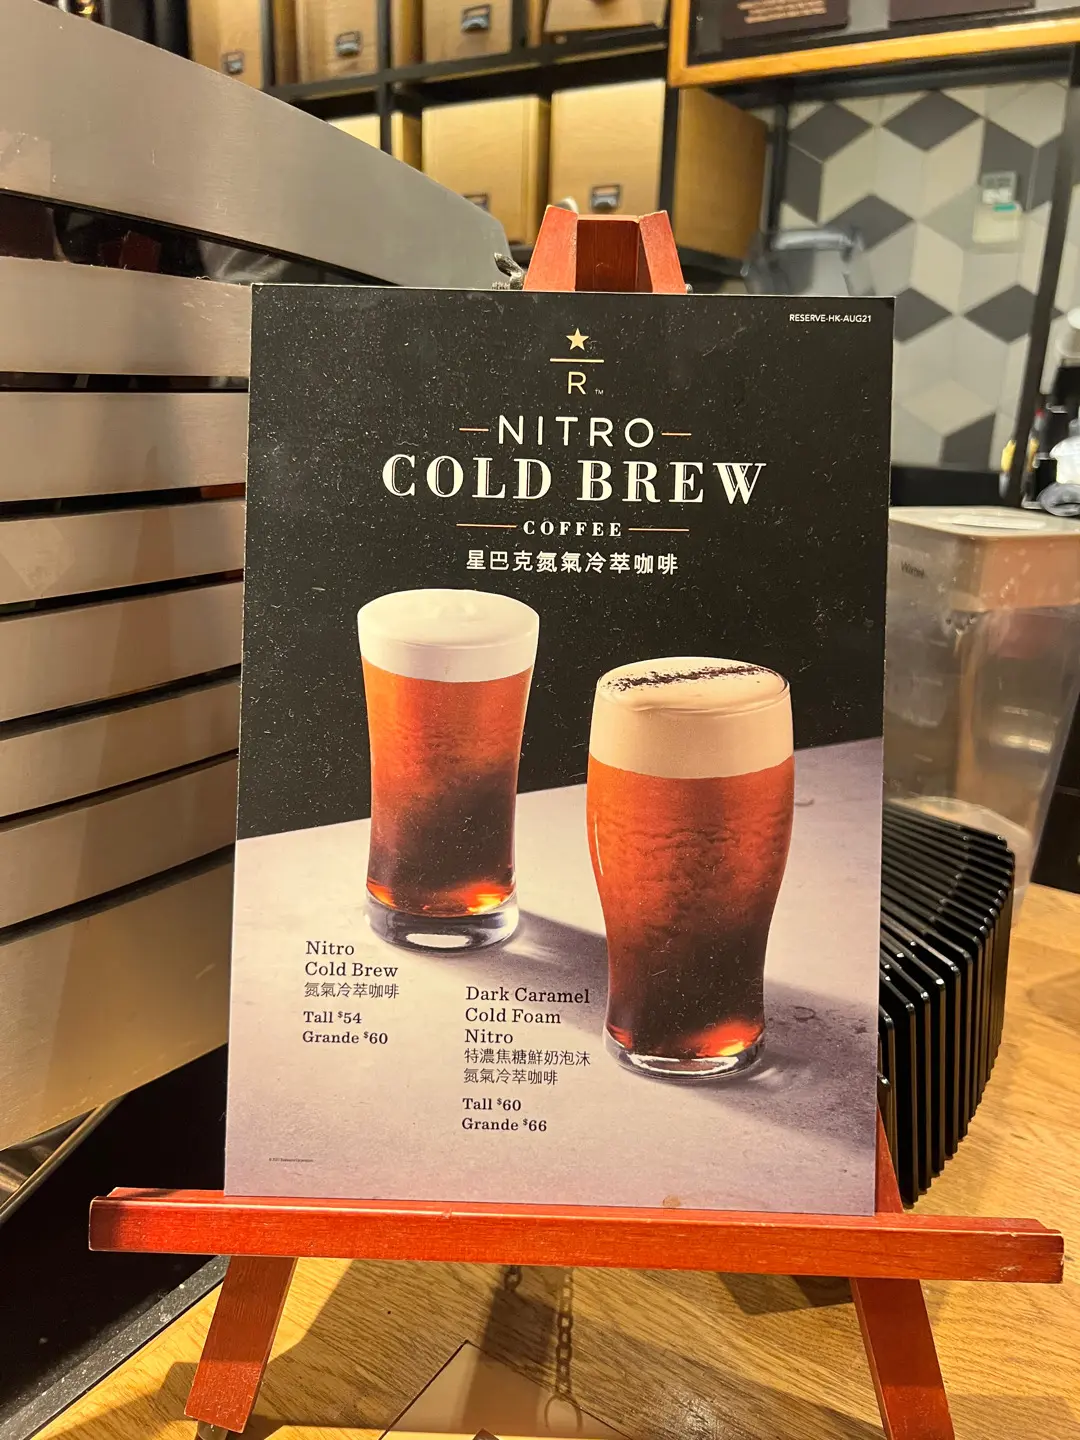 RESERVE-HK-AUG21
R™
NITRO
COLD BREW
COFFEE
星巴克氮氣冷萃咖啡
Nitro
Cold Brew
氮氣冷萃咖啡
Tall $54
Grande $60
Dark Caramel
Cold Foam
Nitro
特濃焦糖鮮奶泡沫
氮氣冷萃咖啡
Tall $60
Grande $66
Water